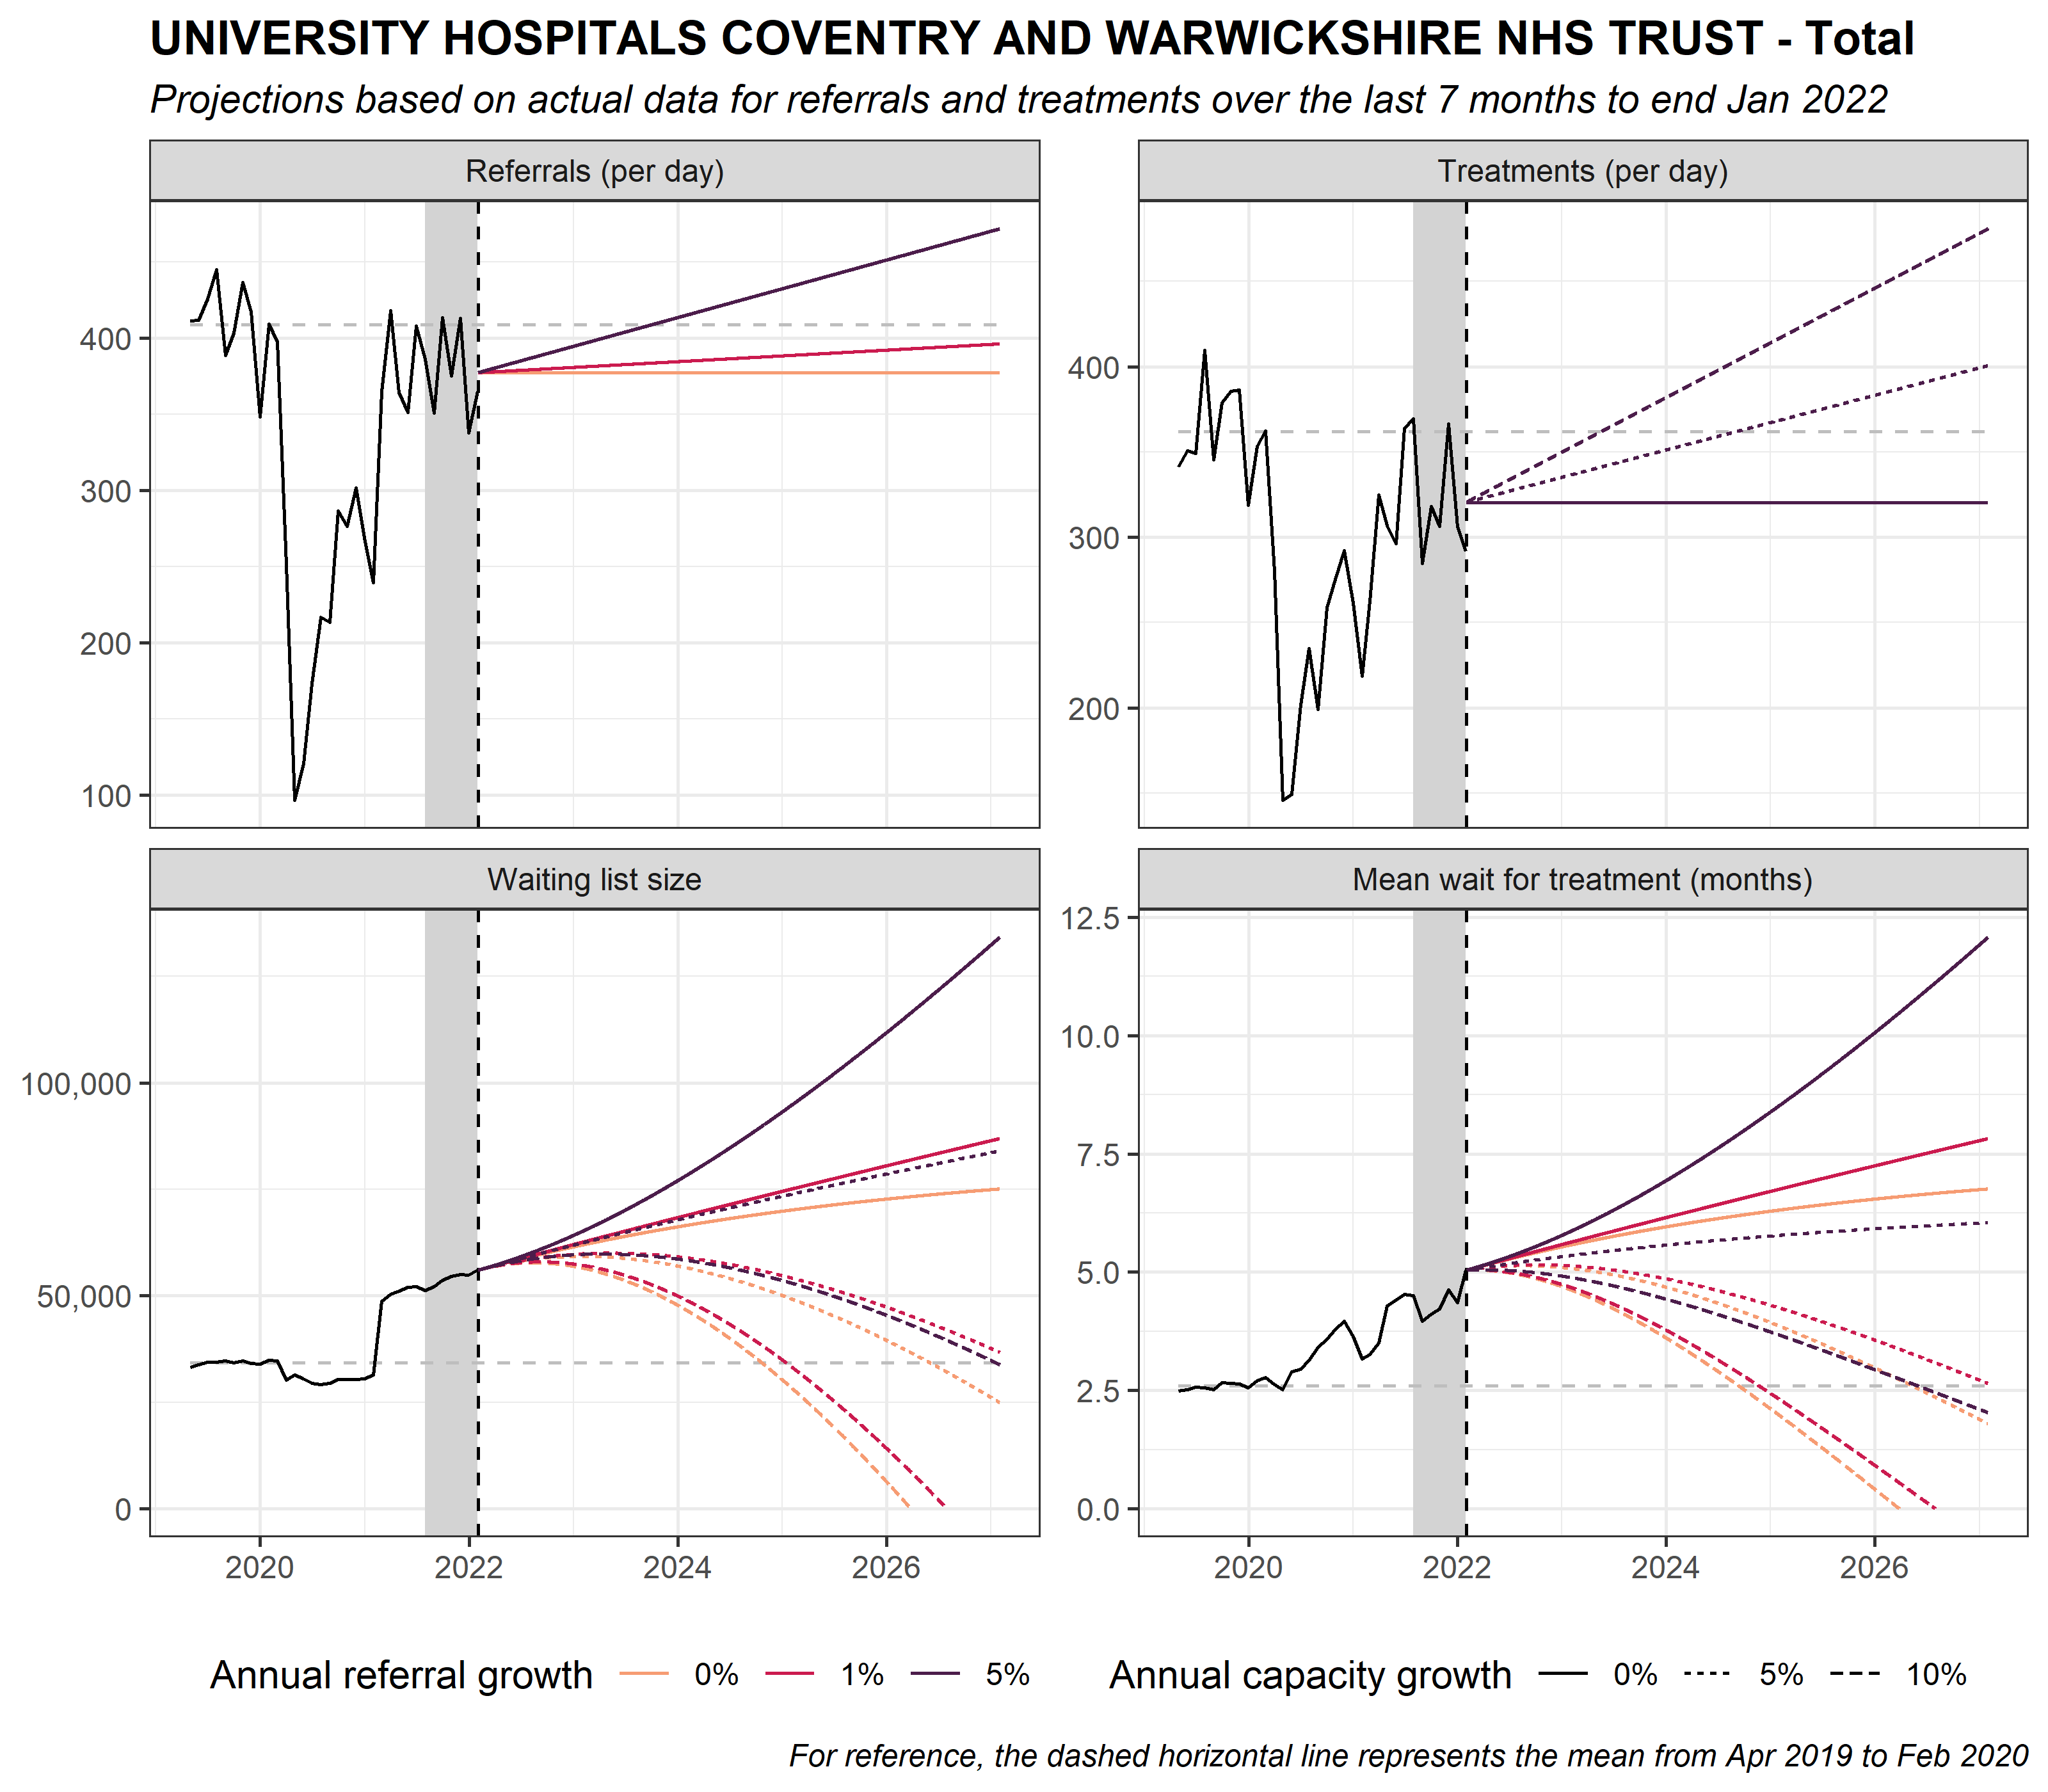 UNIVERSITY HOSPITALS COVENTRY AND WARWICKSHIRE NHS TRUST - Total
Projections based on actual data for referrals and treatments over the last 7 months to end Jan 2022
Referrals (per day)
400
300
200
100
Treatments (per day)
400
300
200
Waiting list size
100,000
50,000
0
2020 2022 2024 2026
Mean wait for treatment (months)
12.5
10.0
7.5
5.0
2.5
0.0
2020 2022 2024 2026
Annual referral growth 0% 1% 5%
Annual capacity growth 0% 5% 10%
For reference, the dashed horizontal line represents the mean from Apr 2019 to Feb 2020